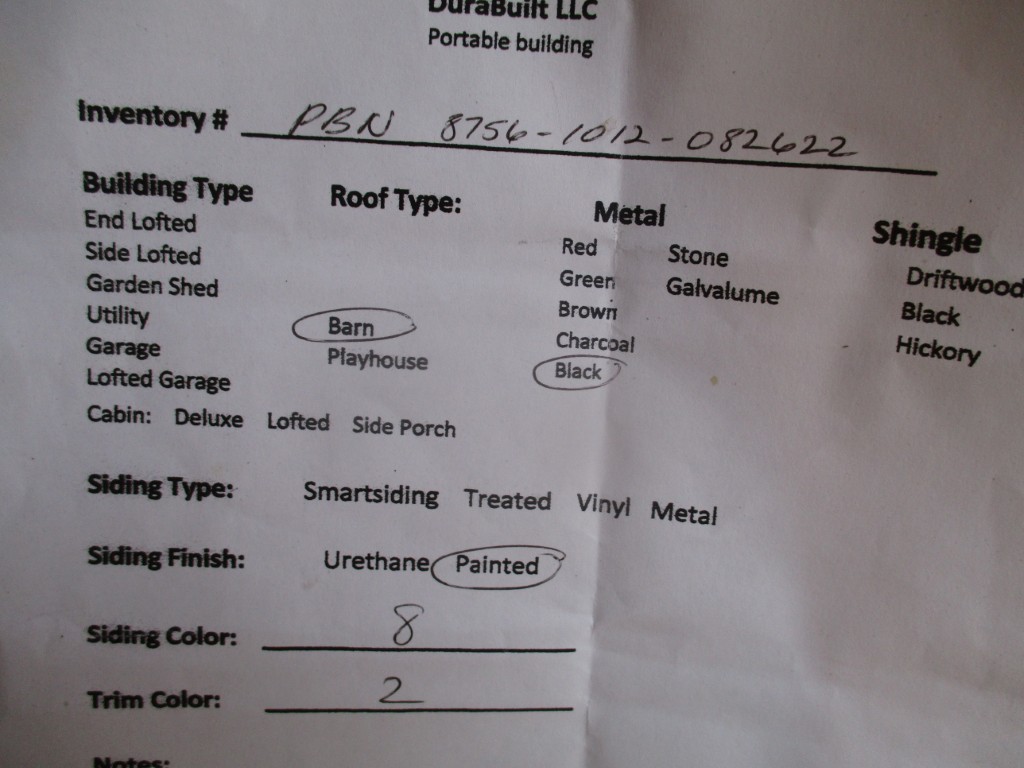 DuraBuilt LLC
Portable building
Inventory # PBN 8756-1012-082622
Building Type Roof Type: Metal Shingle
End Lofted Red Stone Driftwood
Side Lofted Green Galvalume Black
Garden Shed Brown Hickory
Utility Barn Charcoal
Garage Playhouse Black
Lofted Garage
Cabin: Deluxe Lofted Side Porch
Siding Type: Smartsiding Treated Vinyl Metal
Siding Finish: Urethane Painted
Siding Color: 8
Trim Color: 2
Notes: